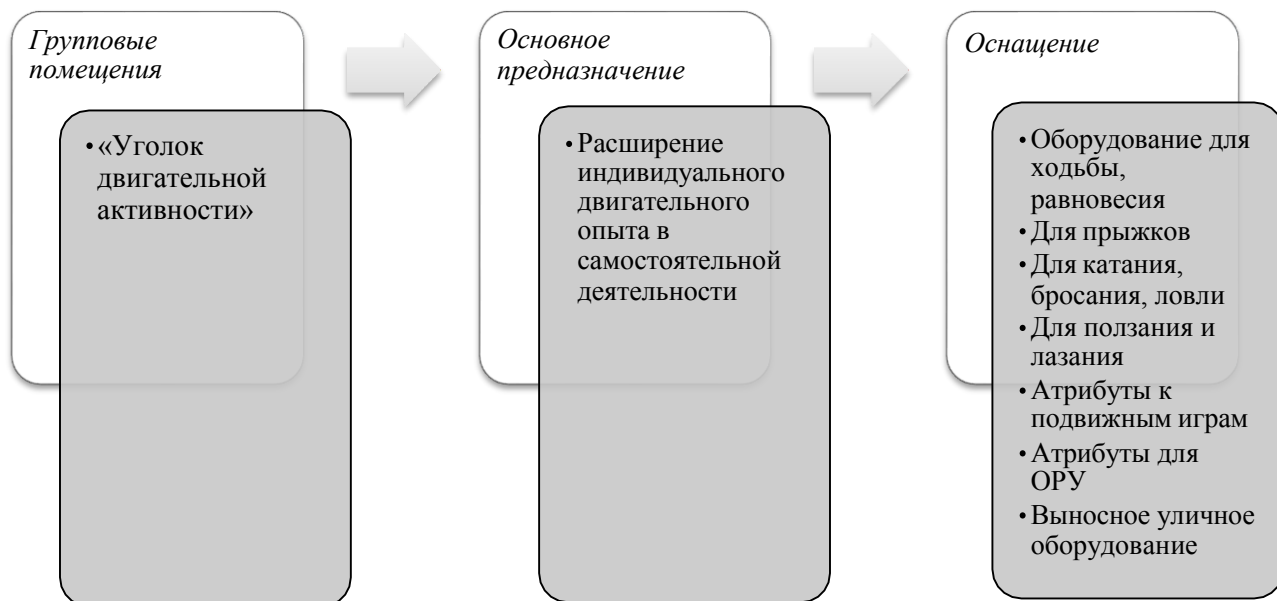 Групповые
помещения
• «Уголок
двигательной
активности»
Основное
предназначение
• Расширение
индивидуального
двигательного
опыта в
самостоятельной
деятельности
Оснащение
• Оборудование для
ходьбы,
равновесия
• Для прыжков
• Для катания,
бросания, ловли
• Для ползания и
лазания
• Атрибуты к
подвижным играм
• Атрибуты для
ОРУ
• Выносное уличное
оборудование